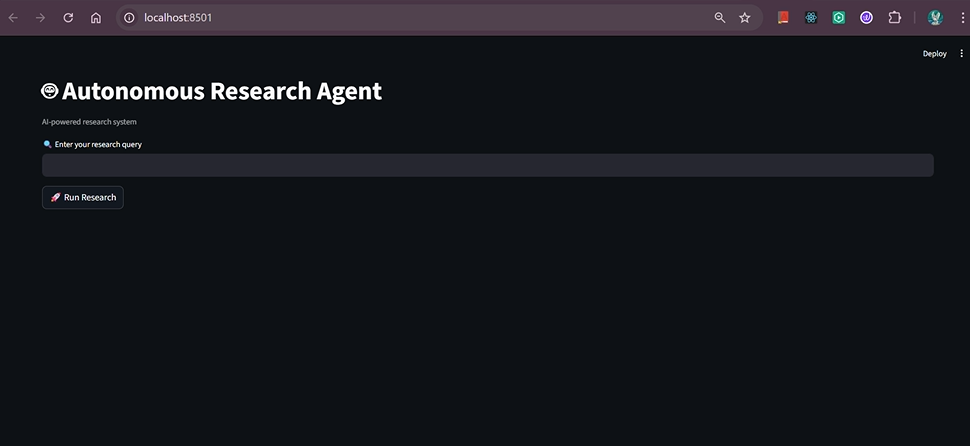 localhost:8501
Deploy
Autonomous Research Agent
AI-powered research system
Enter your research query
Run Research